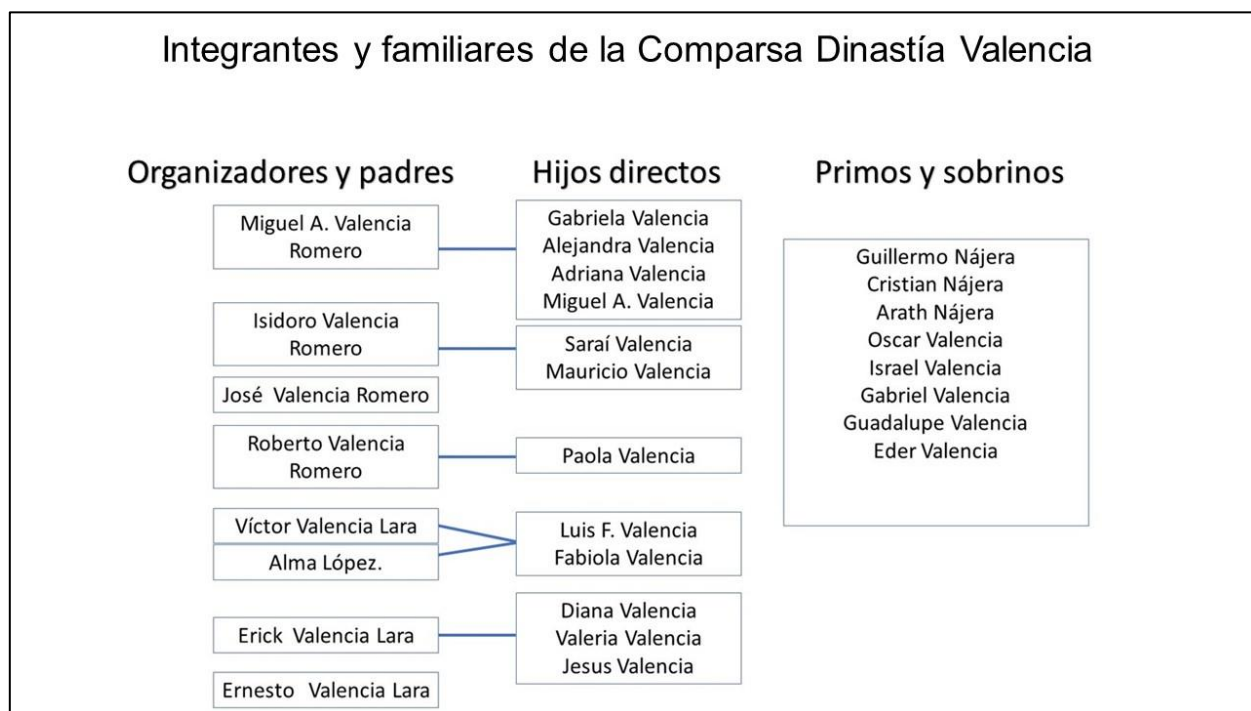 Integrantes y familiares de la Comparsa Dinastía Valencia
Organizadores y padres
Miguel A. Valencia
Romero
Isidoro Valencia
Romero
José Valencia Romero
Roberto Valencia
Romero
Víctor Valencia Lara
Alma López.
Erick Valencia Lara
Ernesto Valencia Lara
Hijos directos
Gabriela Valencia
Alejandra Valencia
Adriana Valencia
Miguel A. Valencia
Saraí Valencia
Mauricio Valencia
Paola Valencia
Luis F. Valencia
Fabiola Valencia
Diana Valencia
Valeria Valencia
Jesus Valencia
Primos y sobrinos
Guillermo Nájera
Cristian Nájera
Arath Nájera
Oscar Valencia
Israel Valencia
Gabriel Valencia
Guadalupe Valencia
Eder Valencia